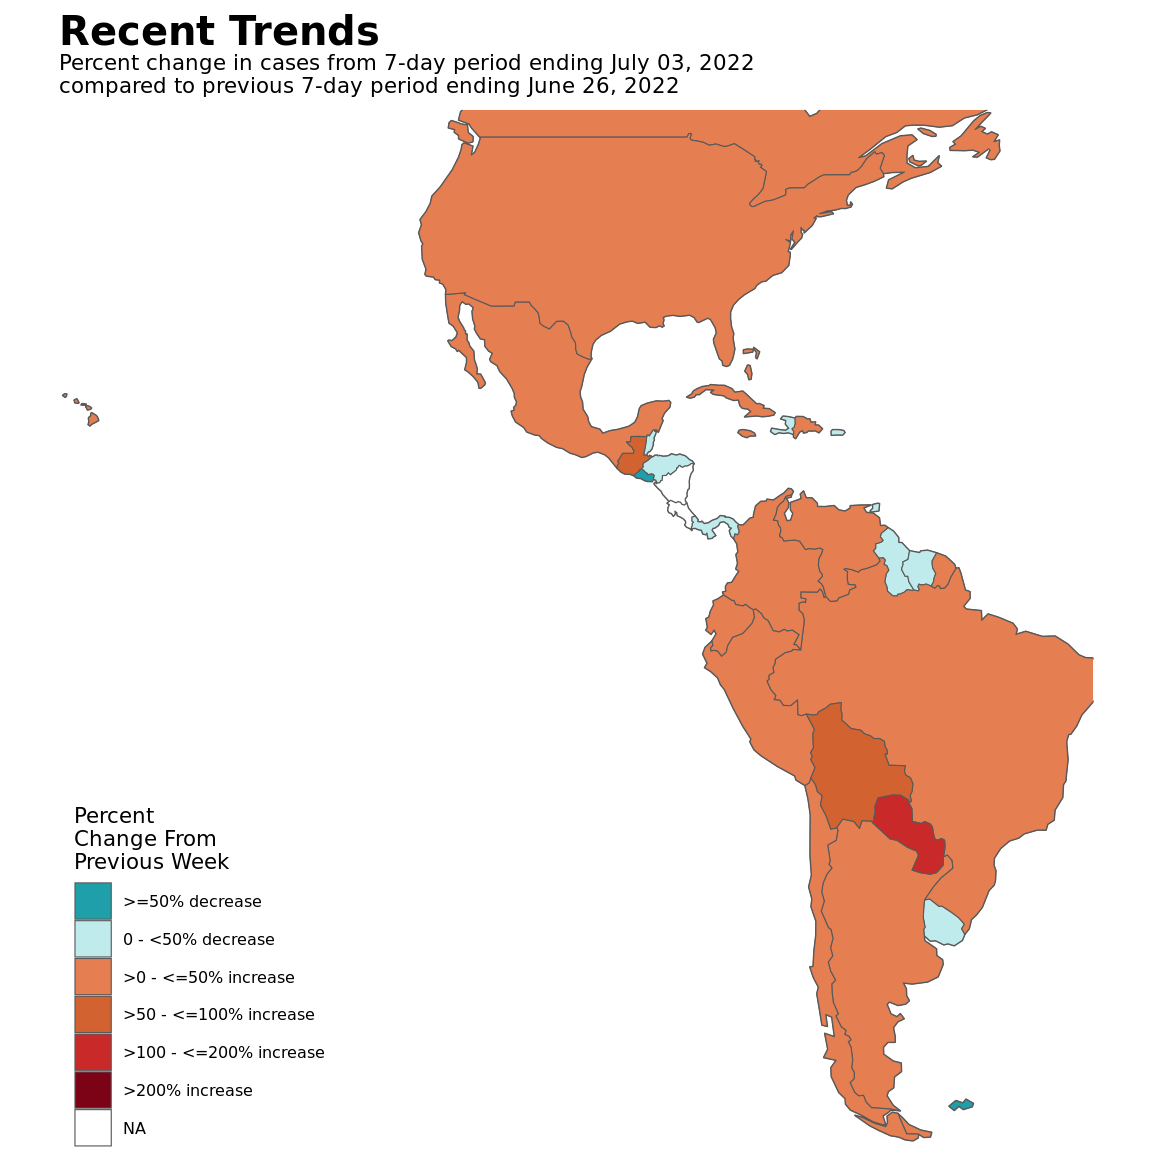 Recent Trends
Percent change in cases from 7-day period ending July 03, 2022
compared to previous 7-day period ending June 26, 2022
Percent
Change From
Previous Week
>=50% decrease
0 - <50% decrease
>0 - <=50% increase
>50 - <=100% increase
>100 - <=200% increase
>200% increase
NA